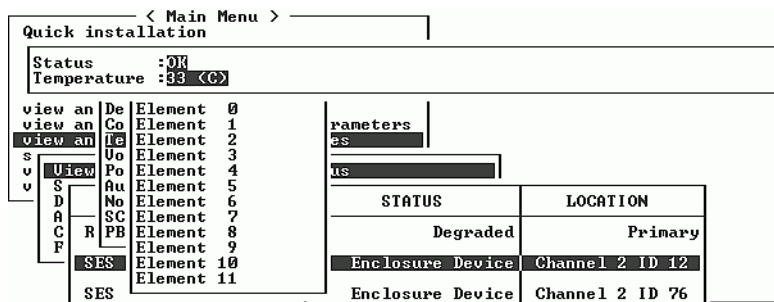 < Main Menu >
Quick installation
Status :OK
Temperature :33 (C)
view an De Element 0
view an Co Element 1 rameters
view an Te Element 2 es
s Vo Element 3
v View Po Element 4 us
v S Au Element 5
D No Element 6 STATUS LOCATION
A SC Element 7
C R PB Element 8 Degraded Primary
F Element 9
SES Element 10 Enclosure Device Channel 2 ID 12
Element 11
SES Enclosure Device Channel 2 ID 76